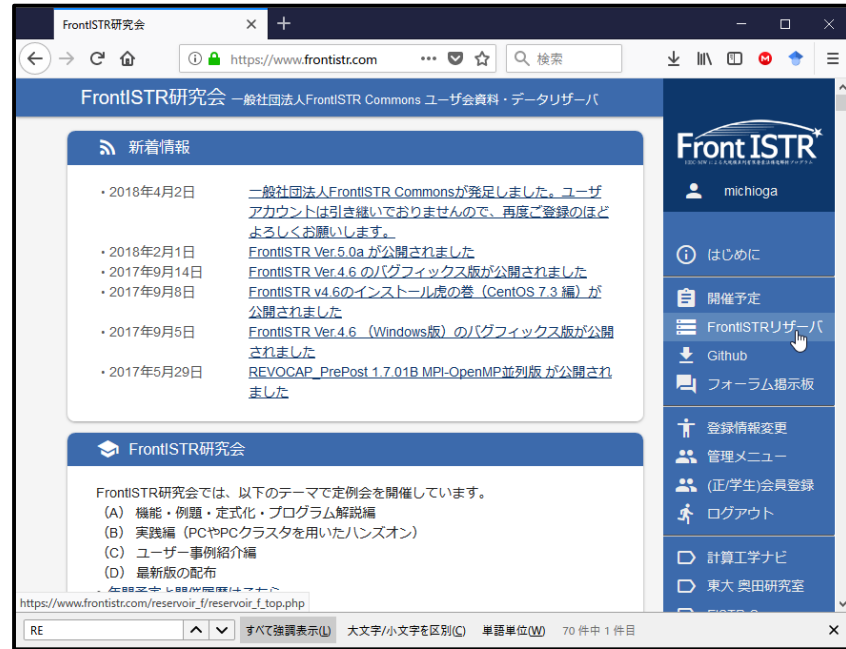 FrontISTR研究会
https://www.frontistr.com
検索
FrontISTR研究会 一般社団法人FrontISTR Commons ユーザ会資料・データリザーバ
新着情報
・2018年4月2日 一般社団法人FrontISTR Commonsが発足しました。ユーザ
アカウントは引き継いでおりませんので、再度ご登録のほど
よろしくお願いします。
・2018年2月1日 FrontISTR Ver.5.0a が公開されました
・2017年9月14日 FrontISTR Ver.4.6 のバグフィックス版が公開されました
・2017年9月8日 FrontISTR v4.6のインストール虎の巻（CentOS 7.3 編）が
公開されました
・2017年9月5日 FrontISTR Ver.4.6 （Windows版）のバグフィックス版が公開
されました
・2017年5月29日 REVOCAP_PrePost 1.7.01B MPI-OpenMP並列版 が公開され
ました
FrontISTR研究会
FrontISTR研究会では、以下のテーマで定例会を開催しています。
（A） 機能・例題・定式化・プログラム解説編
（B） 実践編（PCやPCクラスタを用いたハンズオン）
（C） ユーザー事例紹介編
（D） 最新版の配布
Front ISTR
michioga
はじめに
開催予定
FrontISTRリザーバ
Github
フォーラム掲示板
登録情報変更
管理メニュー
(正/学生)会員登録
ログアウト
計算工学ナビ
東大 奥田研究室
https://www.frontistr.com/reservoir_f/reservoir_f_top.php
RE すべて強調表示(L) 大文字/小文字を区別(C) 単語単位(W) 70 件中 1 件目